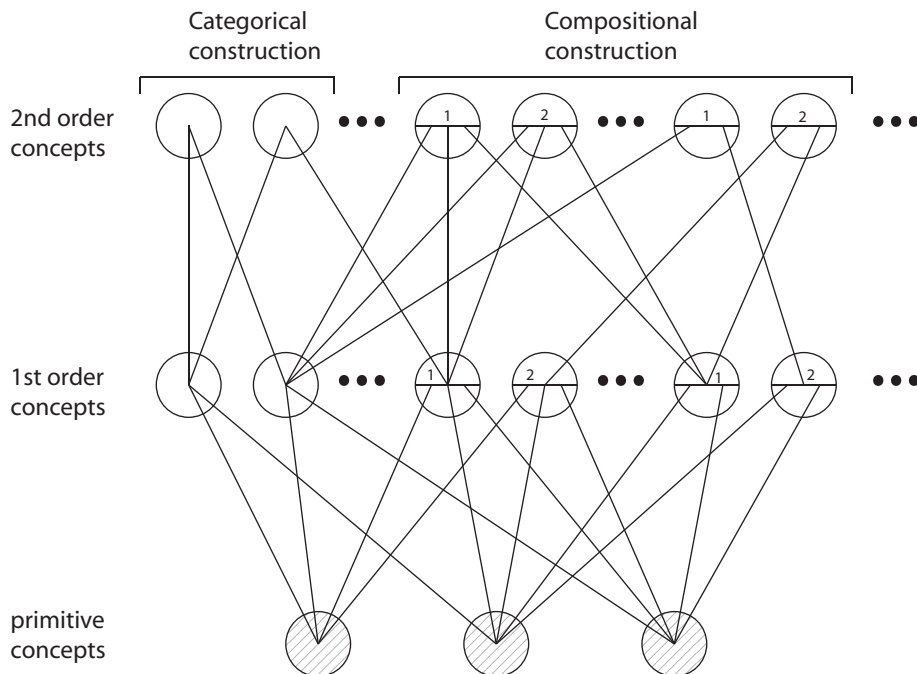 Categorical
construction
Compositional
construction
2nd order
concepts
1
2
1
2
1st order
concepts
1
2
1
2
primitive
concepts